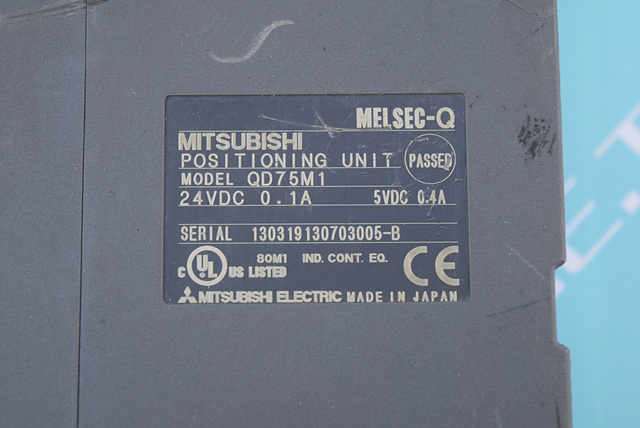 MELSEC-Q
MITSUBISHI
POSITIONING UNIT PASSED
MODEL QD75M1
24VDC 0.1A 5VDC 0.4A
SERIAL 130319130703005-B
C UL US LISTED 80M1 IND. CONT. EQ. CE
MITSUBISHI ELECTRIC MADE IN JAPAN